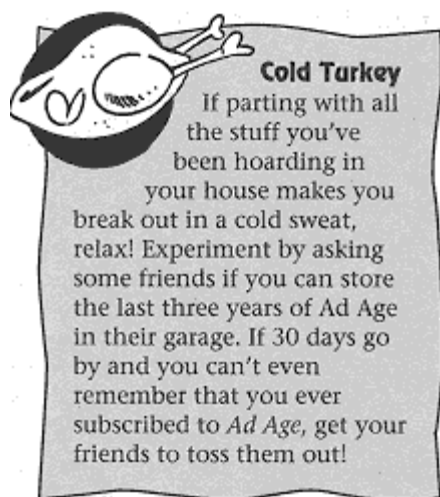 Cold Turkey
If parting with all
the stuff you've
been hoarding in
your house makes you
break out in a cold sweat,
relax! Experiment by asking
some friends if you can store
the last three years of Ad Age
in their garage. If 30 days go
by and you can't even
remember that you ever
subscribed to Ad Age, get your
friends to toss them out!